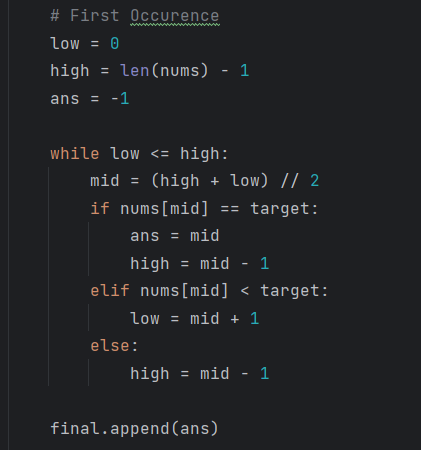 # First Occurence
low = 0
high = len(nums) - 1
ans = -1
while low <= high:
mid = (high + low) // 2
if nums[mid] == target:
ans = mid
high = mid - 1
elif nums[mid] < target:
low = mid + 1
else:
high = mid - 1
final.append(ans)